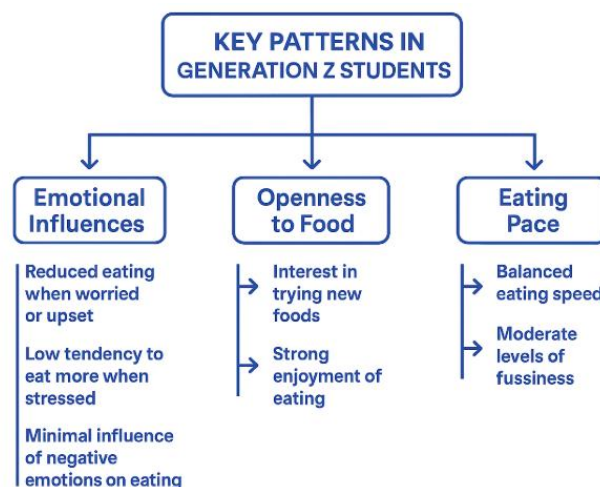 KEY PATTERNS IN
GENERATION Z STUDENTS
Emotional
Influences
Reduced eating
when worried
or upset
Low tendency to
eat more when
stressed
Minimal influence
of negative
emotions on eating
Openness
to Food
Interest in
trying new
foods
Strong
enjoyment of
eating
Eating
Pace
Balanced
eating speed
Moderate
levels of
fussiness